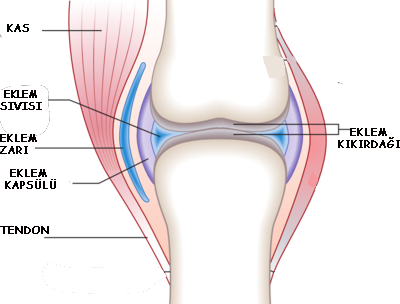 KAS
EKLEM
SIVISI
EKLEM
ZARI
EKLEM
KAPSÜLÜ
TENDON
EKLEM
KIKIRDAĞI